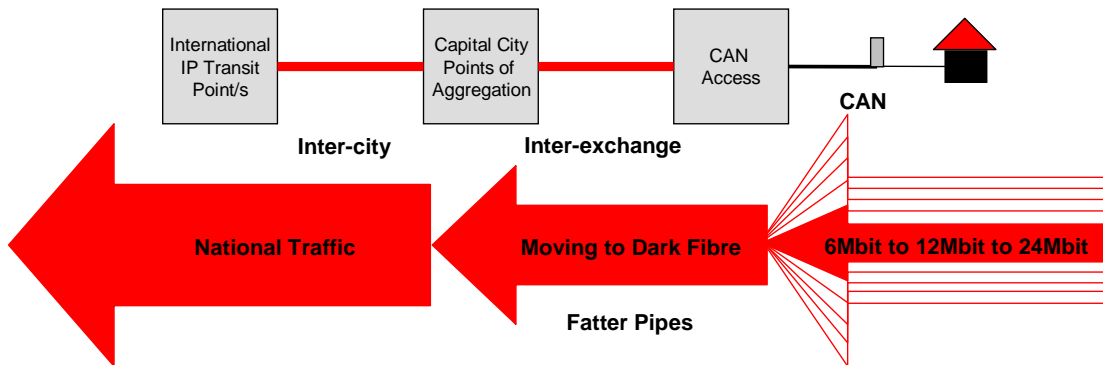 International
IP Transit
Point/s
Capital City
Points of
Aggregation
CAN
Access
CAN
Inter-city
Inter-exchange
National Traffic
Moving to Dark Fibre
6Mbit to 12Mbit to 24Mbit
Fatter Pipes